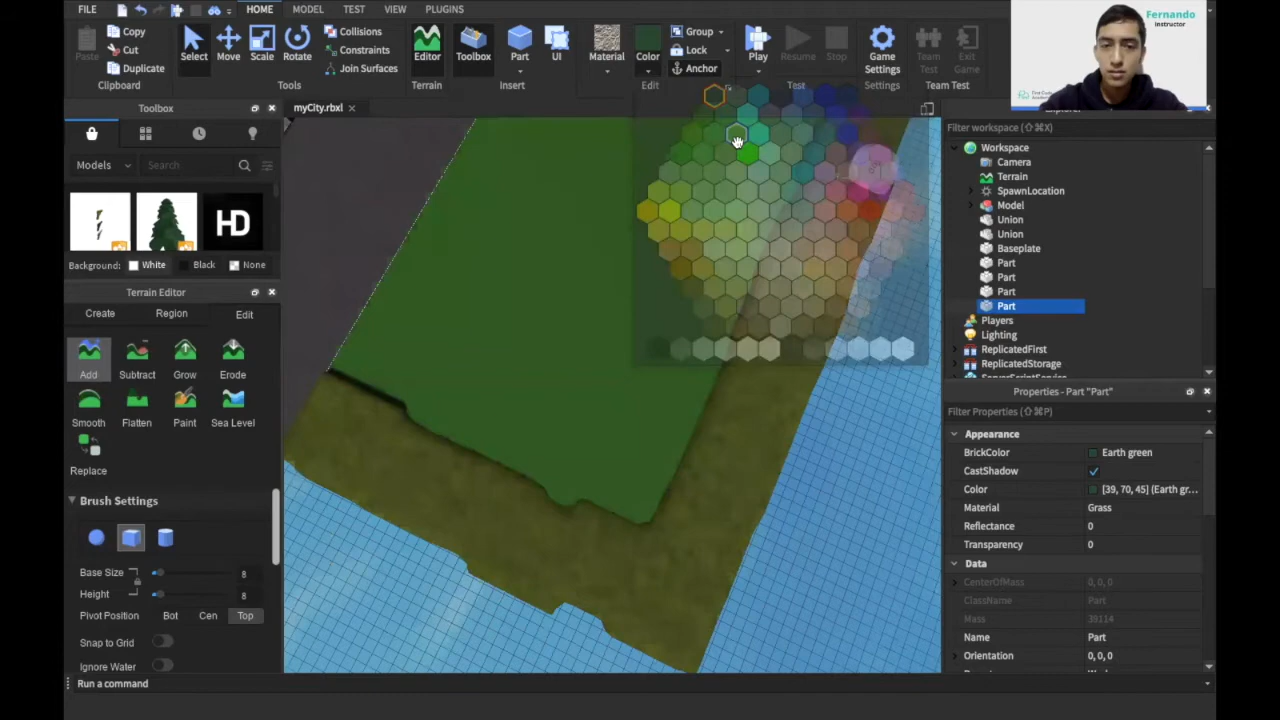 FILE HOME MODEL TEST VIEW PLUGINS
Paste Copy Cut Duplicate
Clipboard
Select Move Scale Rotate
Collisions
Constraints
Join Surfaces
Tools
Editor
Terrain
Toolbox Part UI
Insert
Material Color
Group
Lock
Anchor
Edit
Play Resume Stop
Test
Game Settings
Settings
Team Test Exit Game
Team Test
Fernando
Instructor
Toolbox
myCity.rbxl
Models Search
HD
Background: White Black None
Terrain Editor
Create Region Edit
Add Subtract Grow Erode
Smooth Flatten Paint Sea Level
Replace
Brush Settings
Base Size 8
Height 8
Pivot Position Bot Cen Top
Snap to Grid
Ignore Water
Run a command
Filter workspace (⇧⌘X)
Workspace
Camera
Terrain
SpawnLocation
Model
Union
Union
Baseplate
Part
Part
Part
Part
Players
Lighting
ReplicatedFirst
ReplicatedStorage
Properties - Part "Part"
Filter Properties (⇧⌘P)
Appearance
BrickColor Earth green
CastShadow
Color [39, 70, 45] (Earth gr...
Material Grass
Reflectance 0
Transparency 0
Data
CenterOfMass 0, 0, 0
ClassName Part
Mass 39114
Name Part
Orientation 0, 0, 0